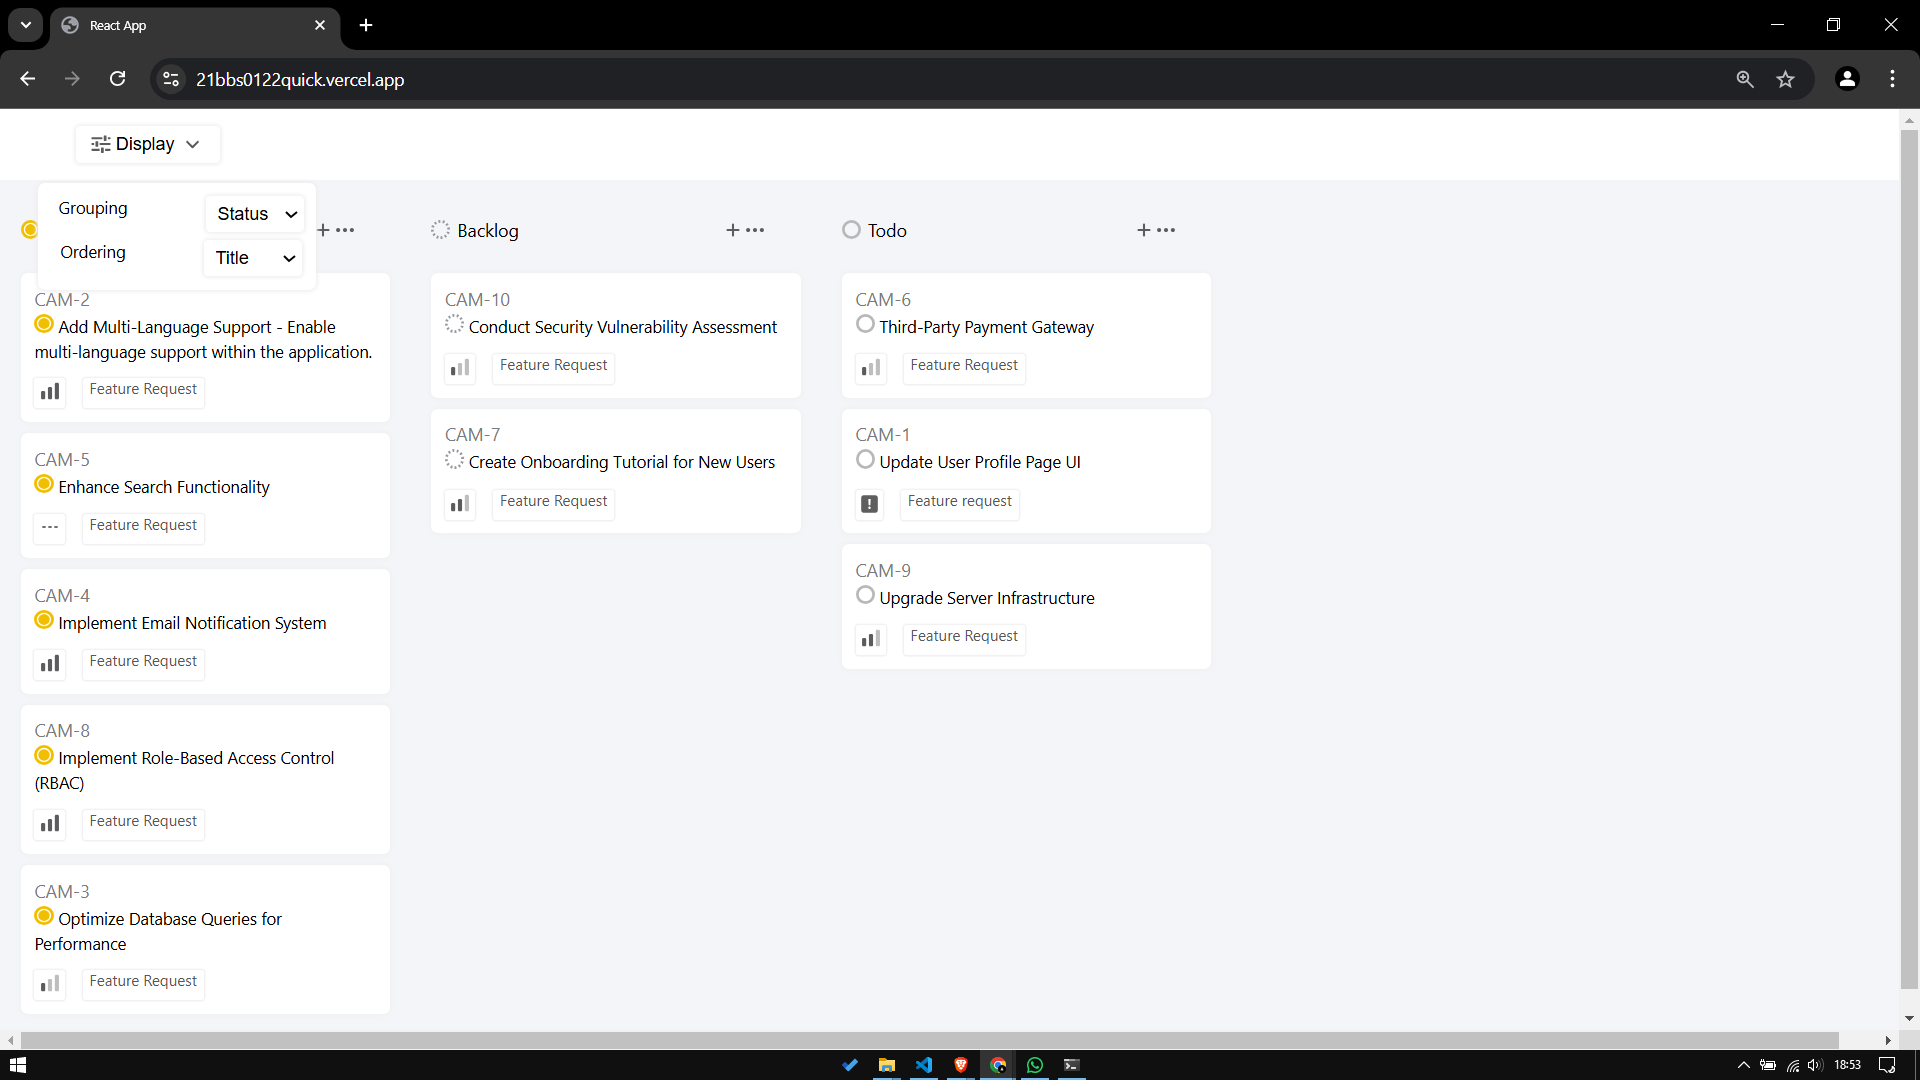 React App
21bbs0122quick.vercel.app
Display
Grouping
Status
Ordering
Title
CAM-2
Add Multi-Language Support - Enable
multi-language support within the application.
Feature Request
CAM-5
Enhance Search Functionality
Feature Request
CAM-4
Implement Email Notification System
Feature Request
CAM-8
Implement Role-Based Access Control
(RBAC)
Feature Request
CAM-3
Optimize Database Queries for
Performance
Feature Request
Backlog
CAM-10
Conduct Security Vulnerability Assessment
Feature Request
CAM-7
Create Onboarding Tutorial for New Users
Feature Request
Todo
CAM-6
Third-Party Payment Gateway
Feature Request
CAM-1
Update User Profile Page UI
Feature request
CAM-9
Upgrade Server Infrastructure
Feature Request
18:53